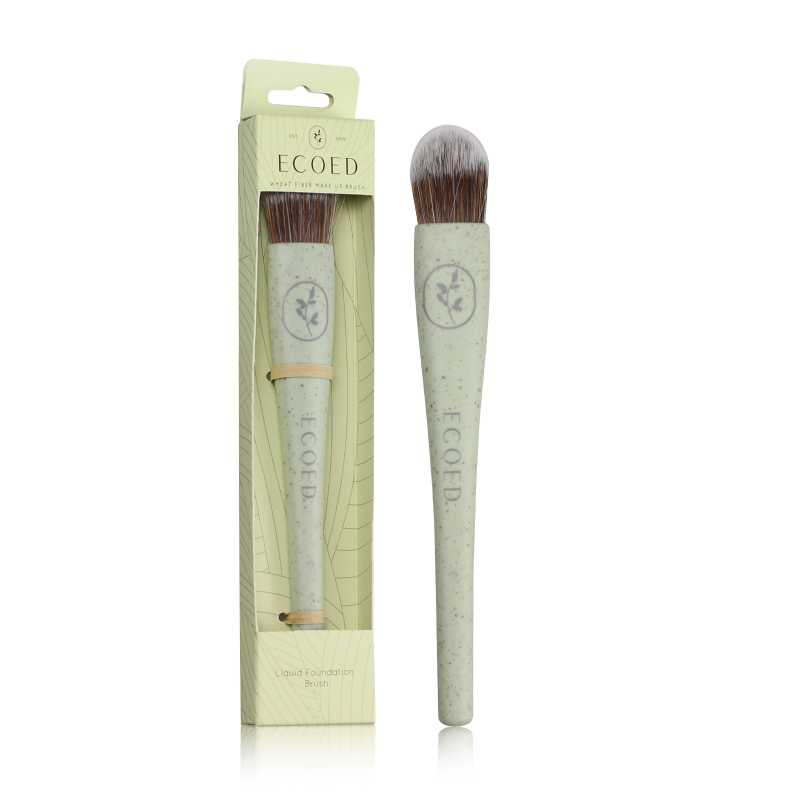 ECOED
WHEAT FIBER MAKE UP BRUSH
ECOED
Liquid Foundation
Brush
ECOED